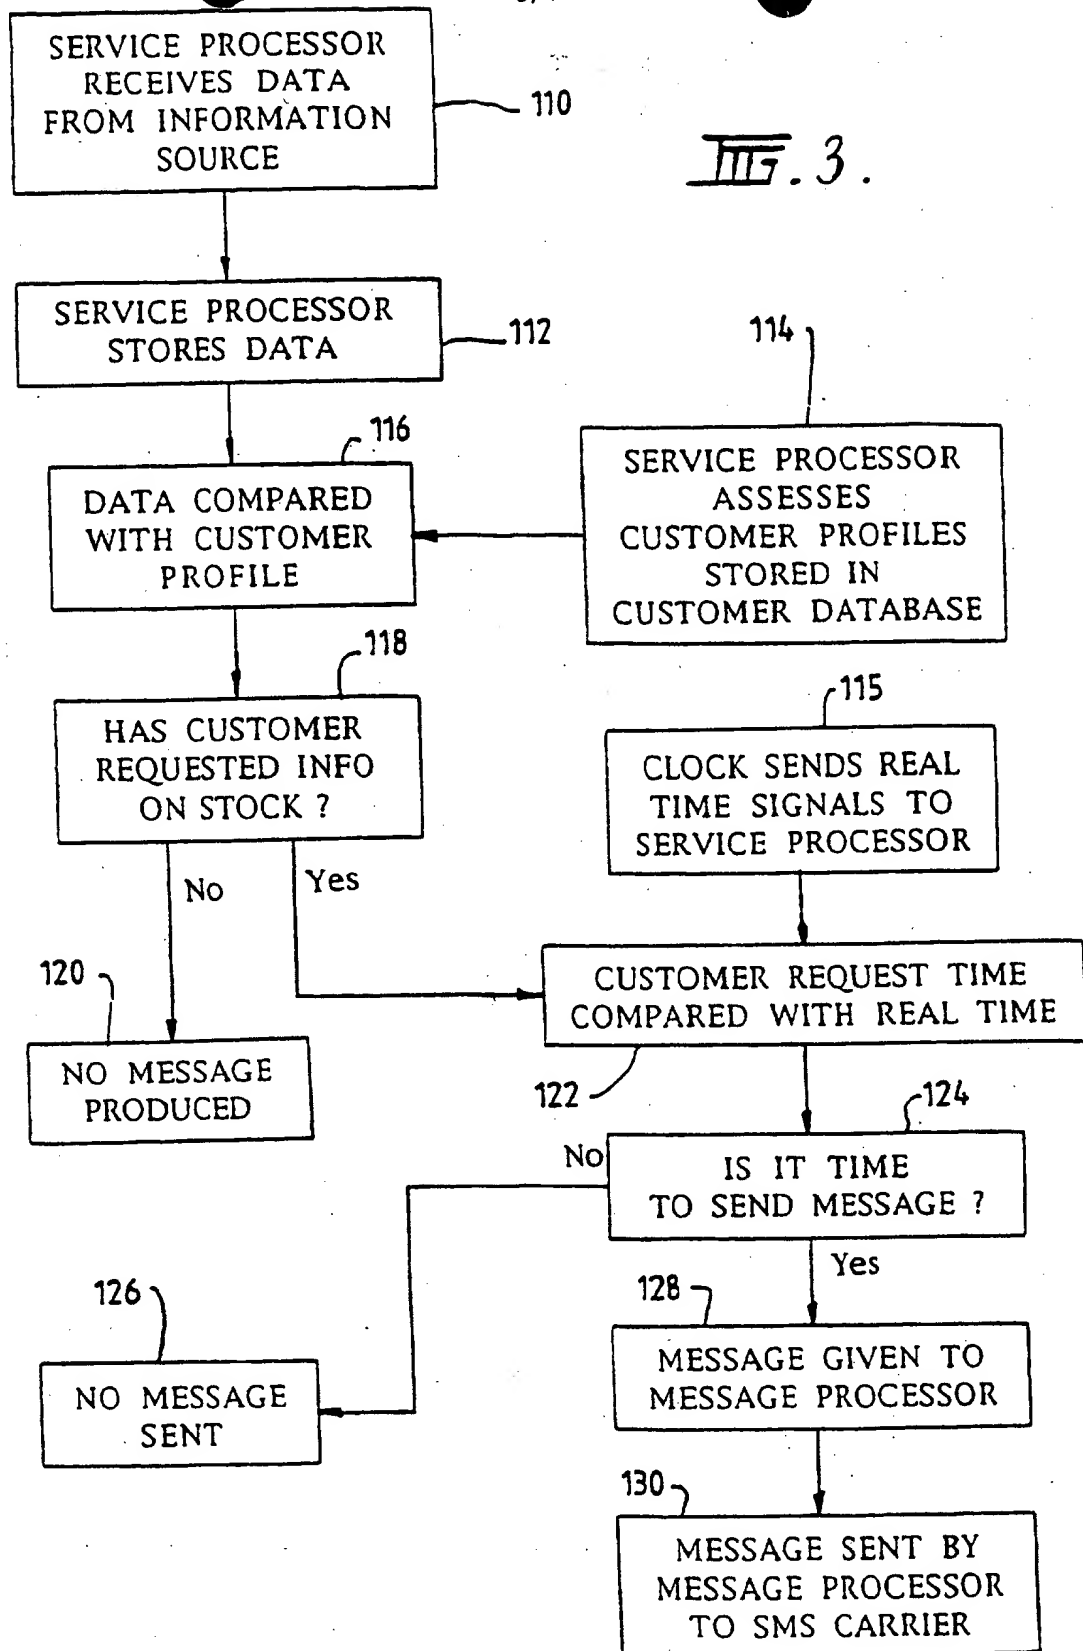 SERVICE PROCESSOR
RECEIVES DATA
FROM INFORMATION
SOURCE
110
FIG. 3.
SERVICE PROCESSOR
STORES DATA
112
114
116
DATA COMPARED
WITH CUSTOMER
PROFILE
SERVICE PROCESSOR
ASSESSES
CUSTOMER PROFILES
STORED IN
CUSTOMER DATABASE
118
HAS CUSTOMER
REQUESTED INFO
ON STOCK ?
115
CLOCK SENDS REAL
TIME SIGNALS TO
SERVICE PROCESSOR
No
Yes
120
NO MESSAGE
PRODUCED
CUSTOMER REQUEST TIME
COMPARED WITH REAL TIME
122
124
No
IS IT TIME
TO SEND MESSAGE ?
Yes
126
NO MESSAGE
SENT
128
MESSAGE GIVEN TO
MESSAGE PROCESSOR
130
MESSAGE SENT BY
MESSAGE PROCESSOR
TO SMS CARRIER